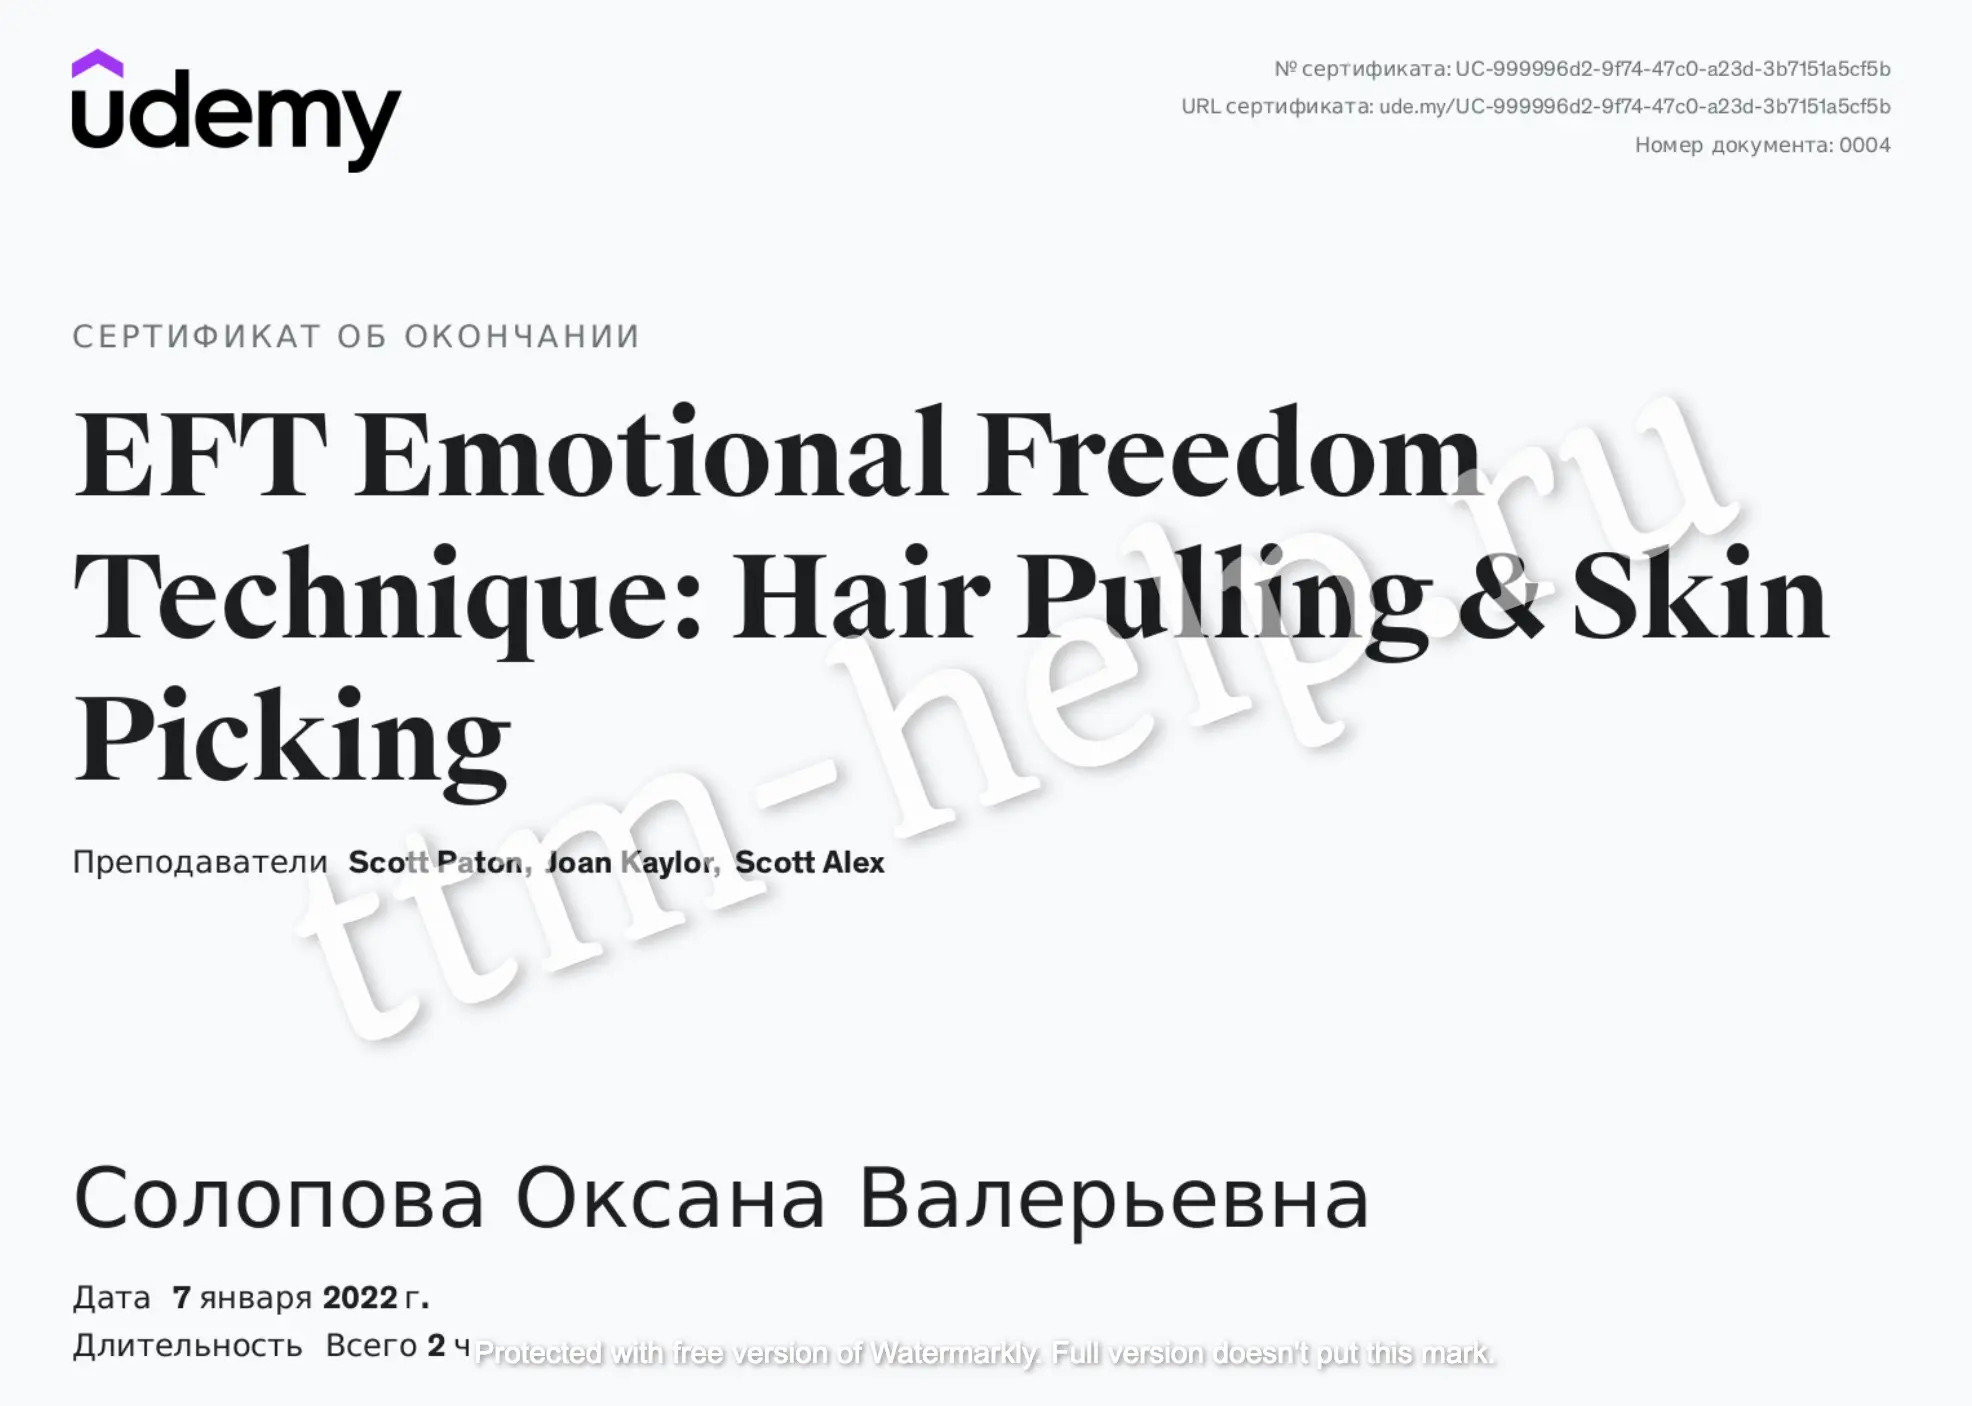 udemy
№ сертификата: UC-999996d2-9f74-47c0-a23d-3b7151a5cf5b
URL сертификата: ude.my/UC-999996d2-9f74-47c0-a23d-3b7151a5cf5b
Номер документа: 0004
СЕРТИФИКАТ ОБ ОКОНЧАНИИ
EFT Emotional Freedom
Technique: Hair Pulling & Skin
Picking
Преподаватели Scott Paton, Joan Kaylor, Scott Alex
ttm-help.ru
Солопова Оксана Валерьевна
Дата 7 января 2022 г.
Длительность Всего 2 ч
Protected with free version of Watermarkly. Full version doesn't put this mark.